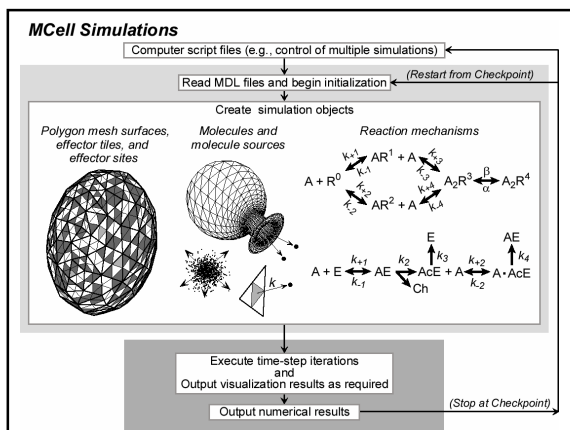 MCell Simulations
Computer script files (e.g., control of multiple simulations)
(Restart from Checkpoint)
Read MDL files and begin initialization
Create simulation objects
Polygon mesh surfaces,
effector tiles, and
effector sites
Molecules and
molecule sources
Reaction mechanisms
k+1 AR¹ + A k+3
k-1 k-3
A + R⁰ A₂R³ β A₂R⁴
α
k+2 k+4
k-2 AR² + A k-4
E AE
k3 k4
A + E k+1 AE k2 AcE + A k+2 A·AcE
k-1 k-2
Ch
k
Execute time-step iterations
and
Output visualization results as required
(Stop at Checkpoint)
Output numerical results